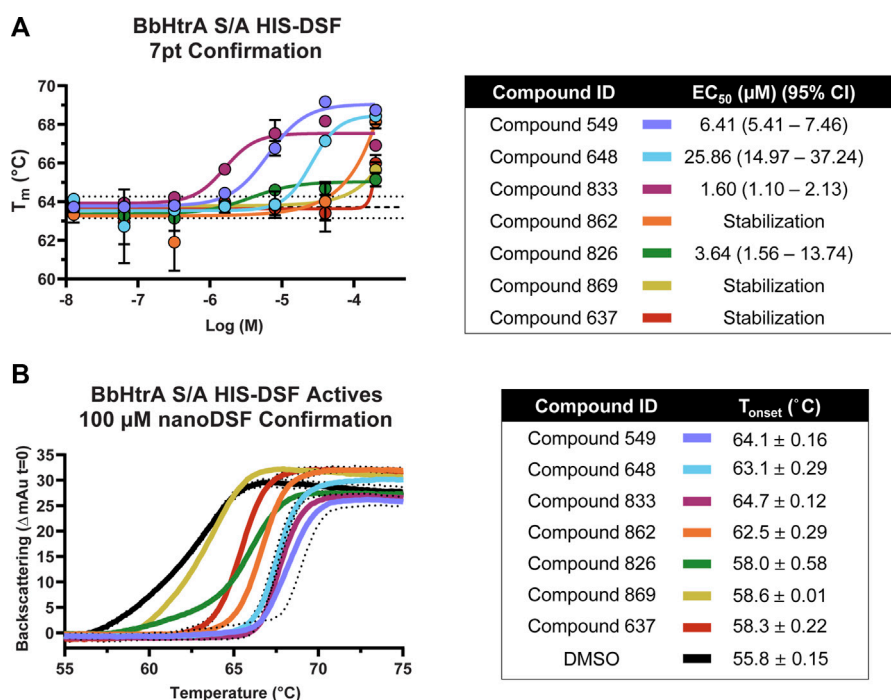 A
BbHtrA S/A HIS-DSF
7pt Confirmation
70
68
66
64
62
60
Tm (°C)
-8 -7 -6 -5 -4
Log (M)
Compound ID EC50 (µM) (95% CI)
Compound 549 6.41 (5.41 – 7.46)
Compound 648 25.86 (14.97 – 37.24)
Compound 833 1.60 (1.10 – 2.13)
Compound 862 Stabilization
Compound 826 3.64 (1.56 – 13.74)
Compound 869 Stabilization
Compound 637 Stabilization
B
BbHtrA S/A HIS-DSF Actives
100 µM nanoDSF Confirmation
35
30
25
20
15
10
5
0
Backscattering (△mAu t=0)
55 60 65 70 75
Temperature (°C)
Compound ID Tonset (°C)
Compound 549 64.1 ± 0.16
Compound 648 63.1 ± 0.29
Compound 833 64.7 ± 0.12
Compound 862 62.5 ± 0.29
Compound 826 58.0 ± 0.58
Compound 869 58.6 ± 0.01
Compound 637 58.3 ± 0.22
DMSO 55.8 ± 0.15